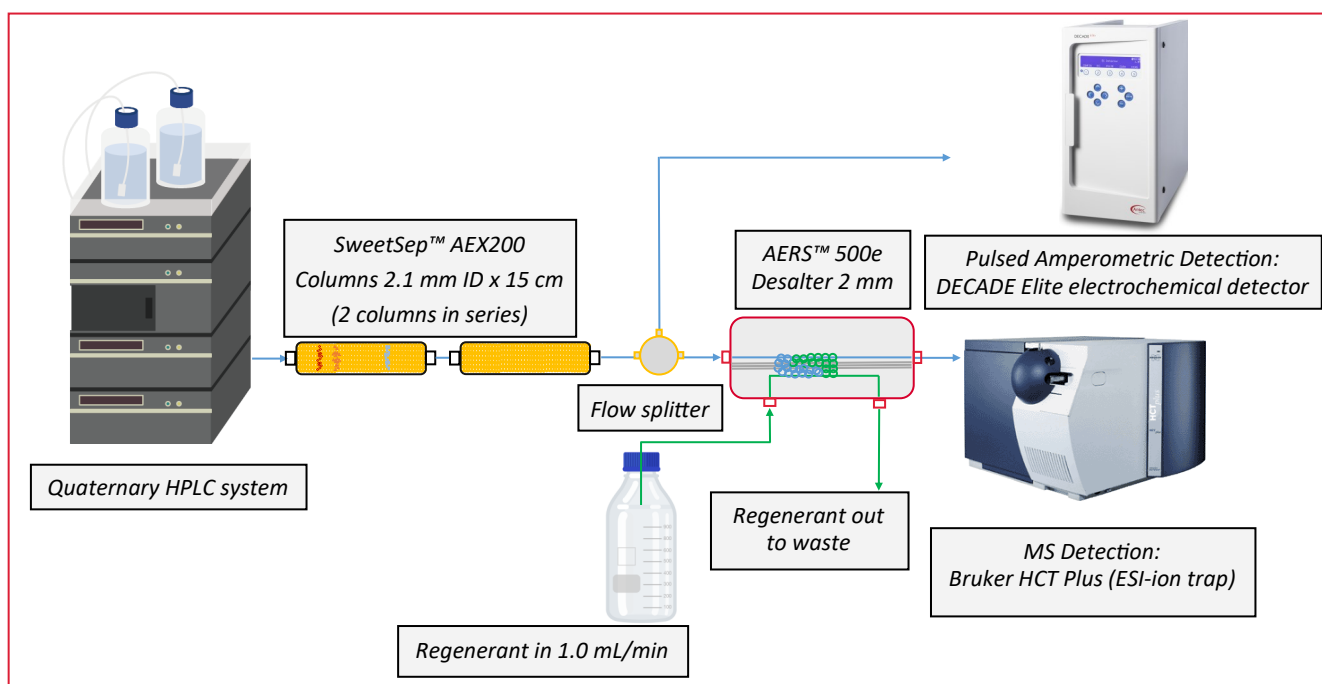 SweetSep™ AEX200
Columns 2.1 mm ID x 15 cm
(2 columns in series)
AERS™ 500e
Desalter 2 mm
Pulsed Amperometric Detection:
DECADE Elite electrochemical detector
Flow splitter
Quaternary HPLC system
Regenerant out
to waste
MS Detection:
Bruker HCT Plus (ESI-ion trap)
Regenerant in 1.0 mL/min